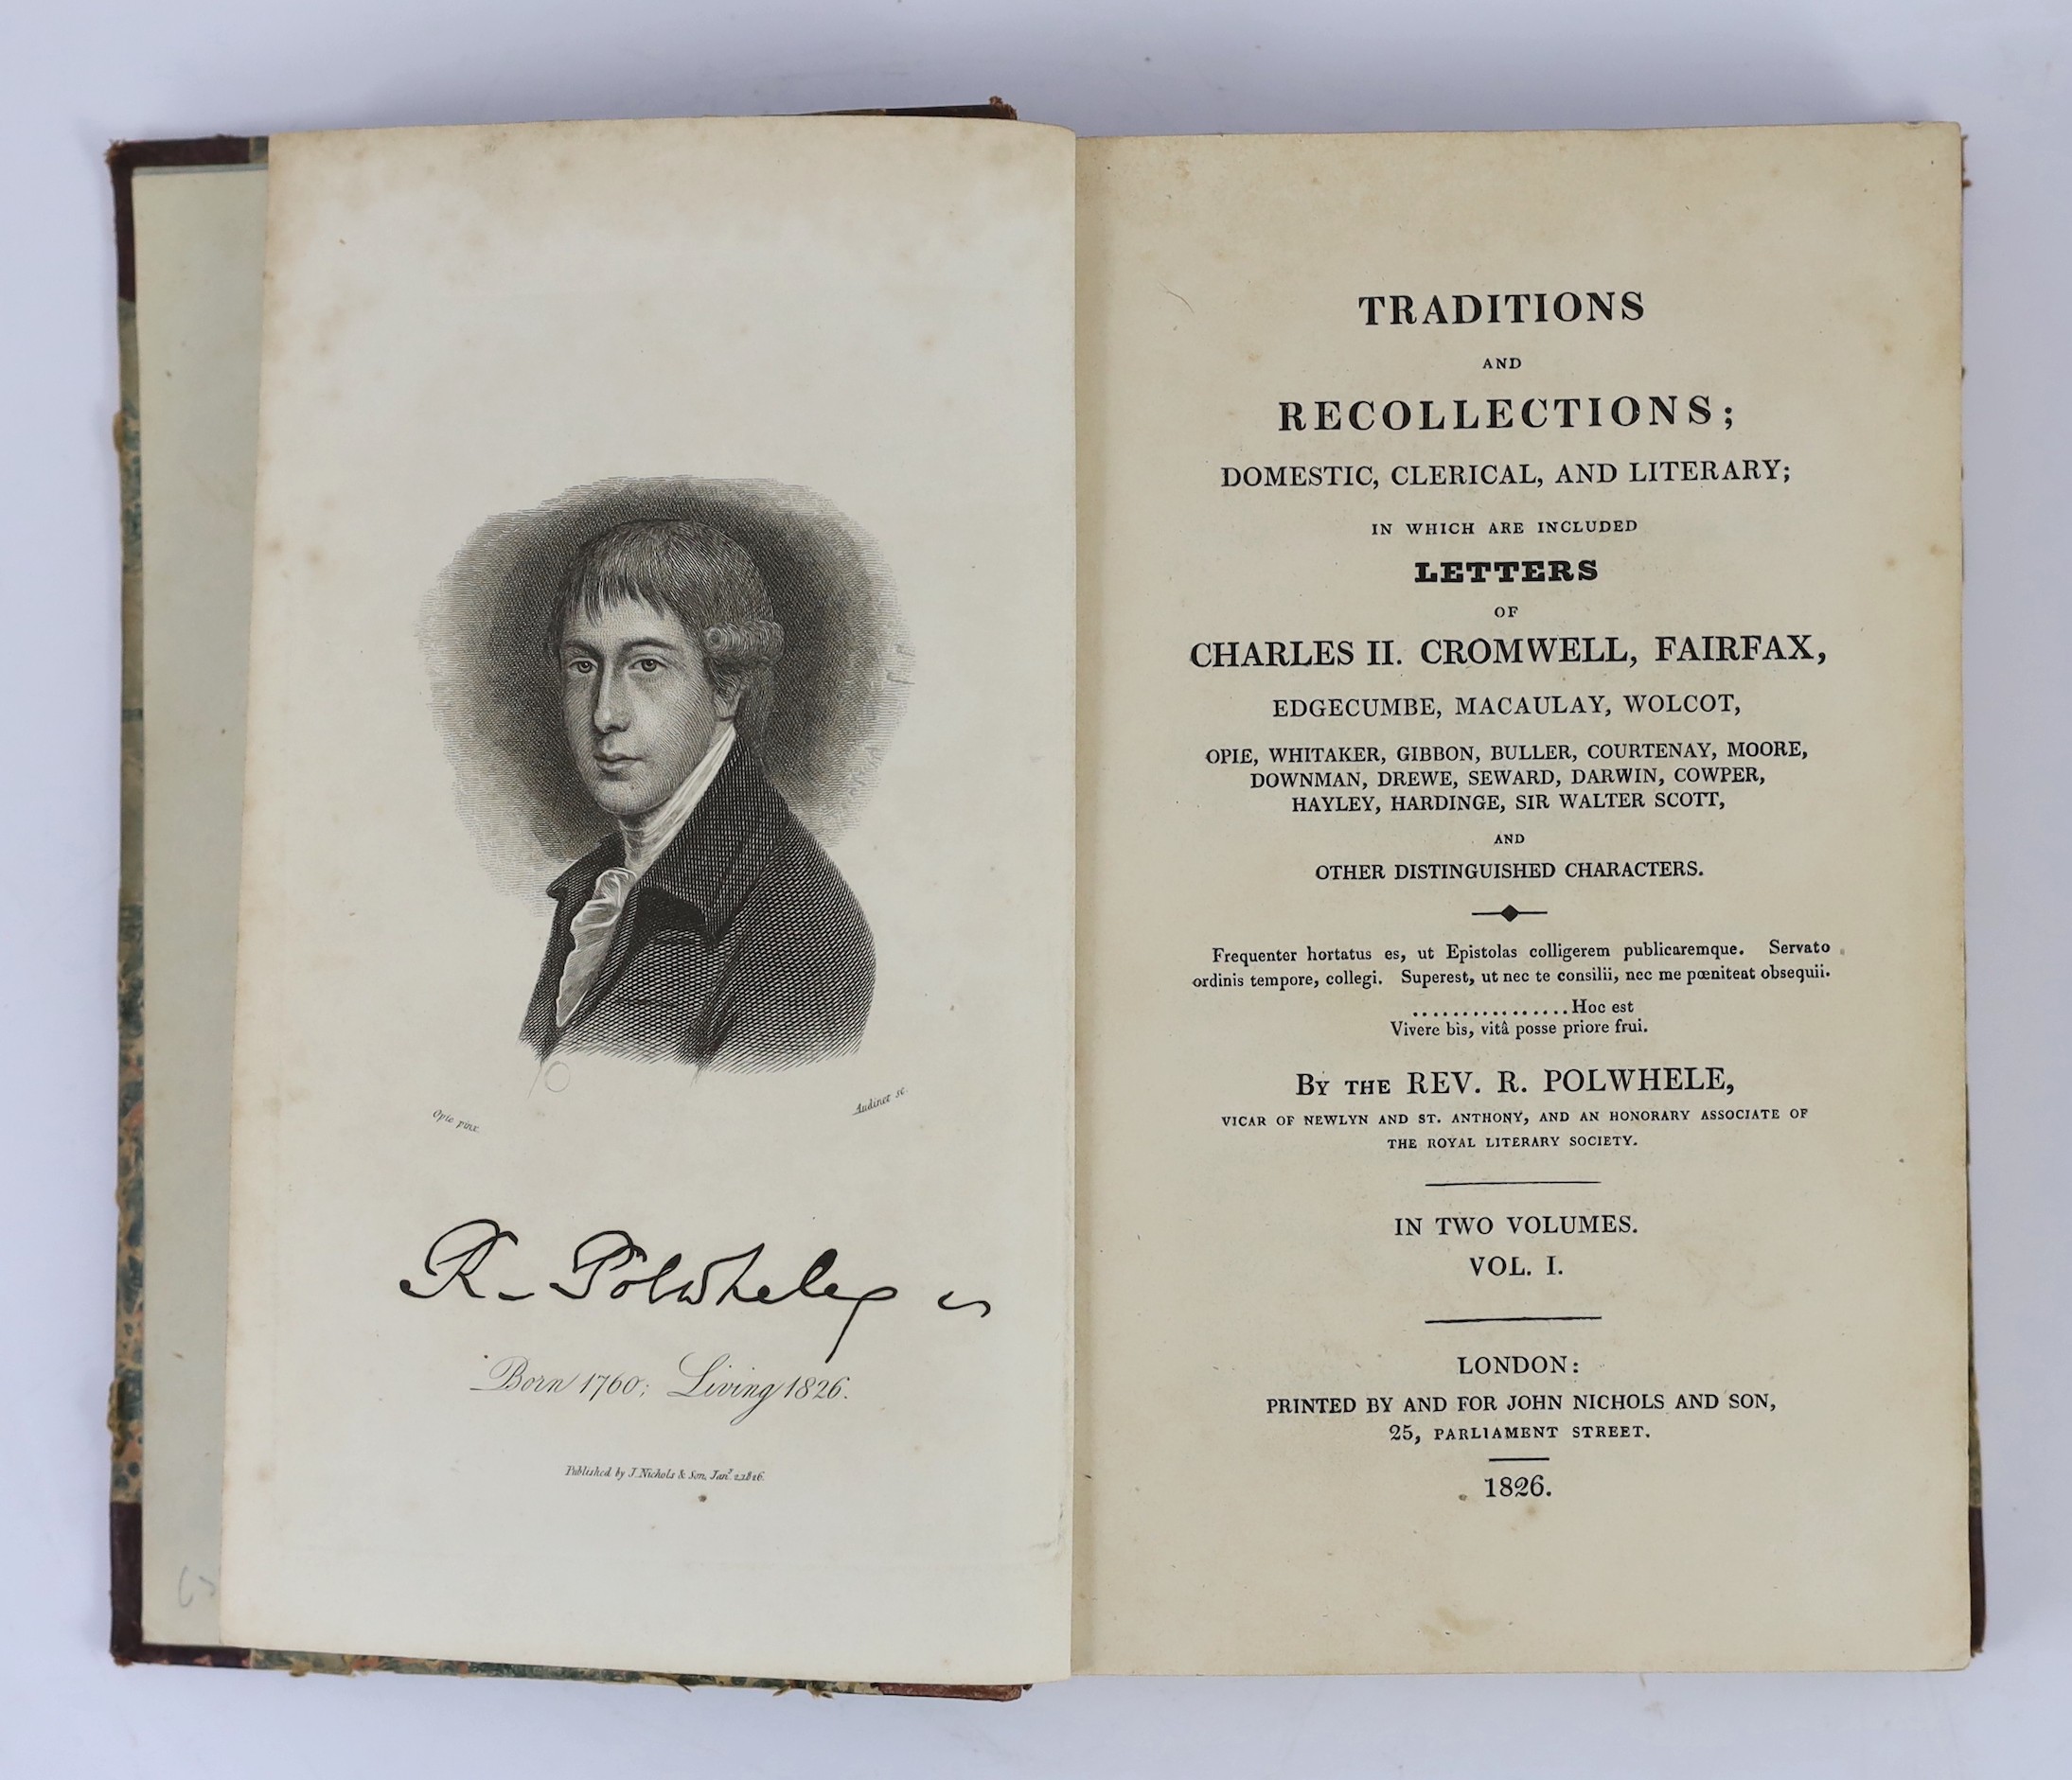 Opie pinx.
Audinet sc.
R. Polwhele
Born 1760; Living 1826.
Published by J. Nichols & Son, Jany. 2, 1826.
TRADITIONS
AND
RECOLLECTIONS;
DOMESTIC, CLERICAL, AND LITERARY;
IN WHICH ARE INCLUDED
LETTERS
OF
CHARLES II. CROMWELL, FAIRFAX,
EDGECUMBE, MACAULAY, WOLCOT,
OPIE, WHITAKER, GIBBON, BULLER, COURTENAY, MOORE,
DOWNMAN, DREWE, SEWARD, DARWIN, COWPER,
HAYLEY, HARDINGE, SIR WALTER SCOTT,
AND
OTHER DISTINGUISHED CHARACTERS.
Frequenter hortatus es, ut Epistolas colligerem publicaremque. Servato
ordinis tempore, collegi. Superest, ut nec te consilii, nec me pœniteat obsequii.
................Hoc est
Vivere bis, vitâ posse priore frui.
BY THE REV. R. POLWHELE,
VICAR OF NEWLYN AND ST. ANTHONY, AND AN HONORARY ASSOCIATE OF
THE ROYAL LITERARY SOCIETY.
IN TWO VOLUMES.
VOL. I.
LONDON:
PRINTED BY AND FOR JOHN NICHOLS AND SON,
25, PARLIAMENT STREET.
1826.